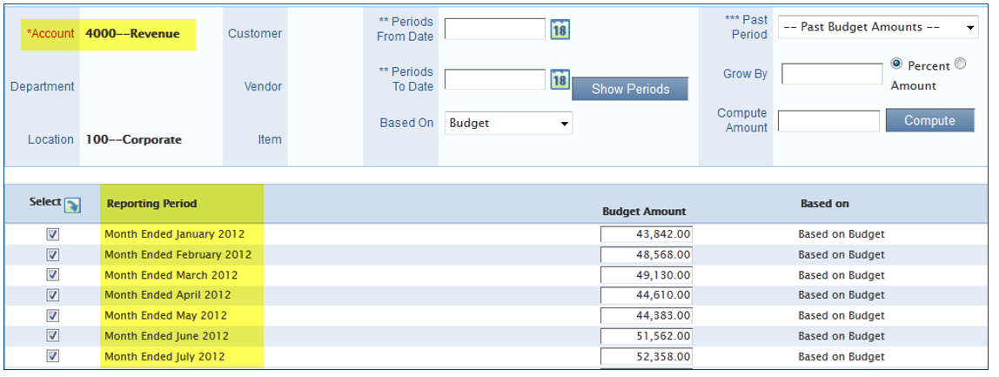 *Account 4000--Revenue
Customer
** Periods
From Date
18
*** Past
Period
-- Past Budget Amounts --
Department
Vendor
** Periods
To Date
18
Show Periods
Grow By
Percent
Amount
Location 100--Corporate
Item
Based On
Budget
Compute
Amount
Compute
Select Reporting Period Budget Amount Based on
Month Ended January 2012 43,842.00 Based on Budget
Month Ended February 2012 48,568.00 Based on Budget
Month Ended March 2012 49,130.00 Based on Budget
Month Ended April 2012 44,610.00 Based on Budget
Month Ended May 2012 44,383.00 Based on Budget
Month Ended June 2012 51,562.00 Based on Budget
Month Ended July 2012 52,358.00 Based on Budget